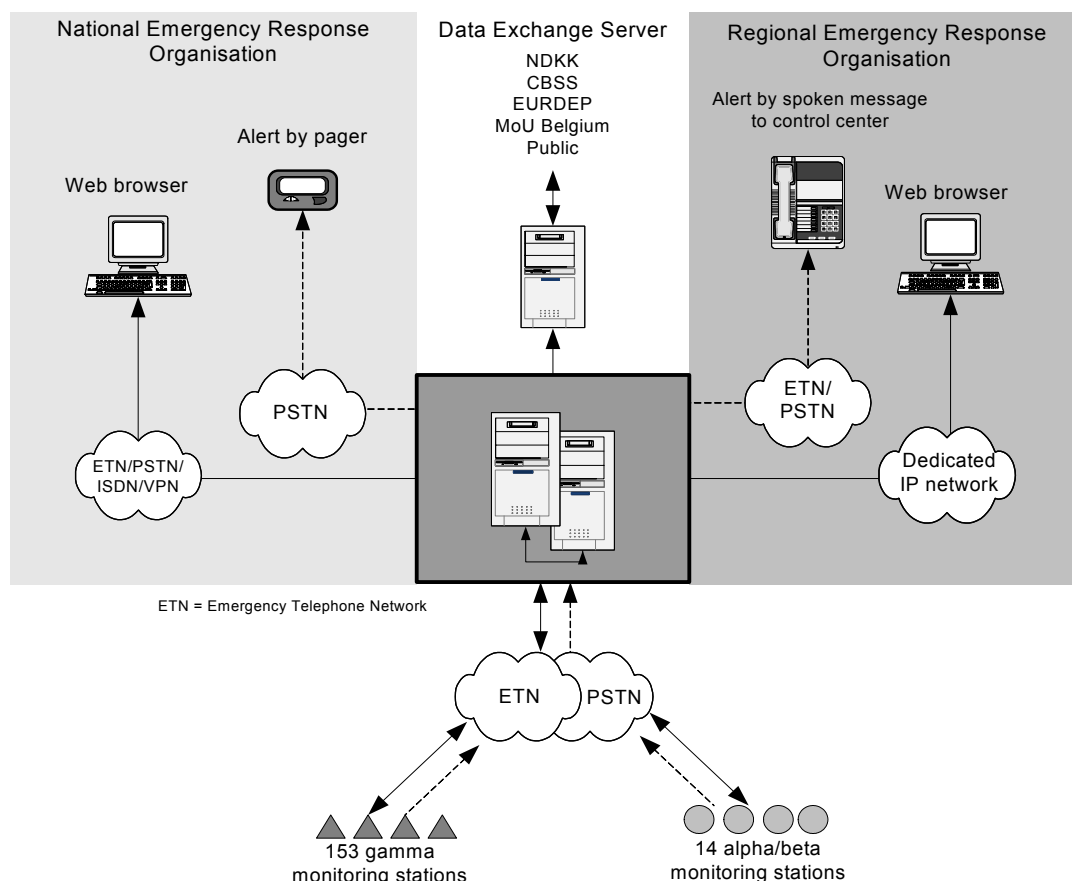 National Emergency Response
Organisation
Data Exchange Server
NDKK
CBSS
EURDEP
MoU Belgium
Public
Regional Emergency Response
Organisation
Alert by spoken message
to control center
Alert by pager
Web browser
Web browser
PSTN
ETN/
PSTN
ETN/PSTN/
ISDN/VPN
Dedicated
IP network
ETN = Emergency Telephone Network
ETN
PSTN
153 gamma
monitoring stations
14 alpha/beta
monitoring stations